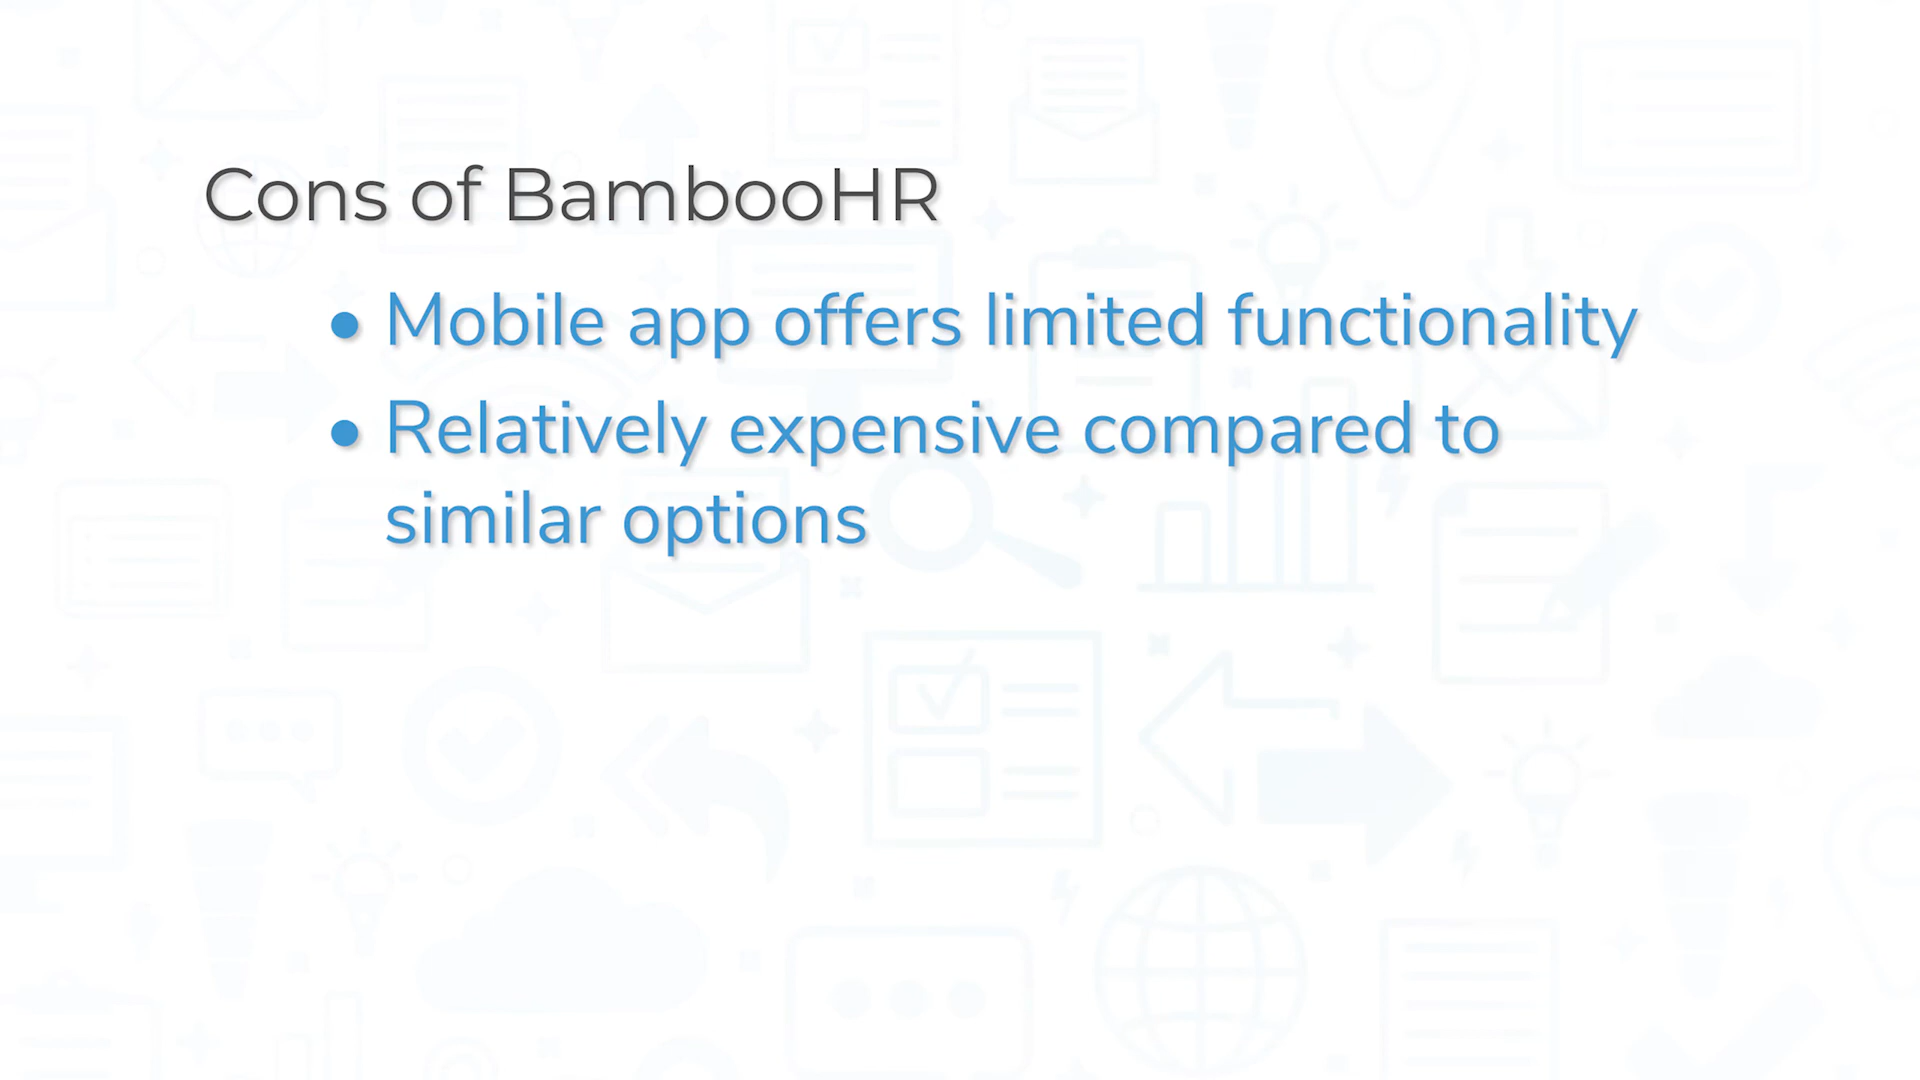 Cons of BambooHR
• Mobile app offers limited functionality
• Relatively expensive compared to
similar options